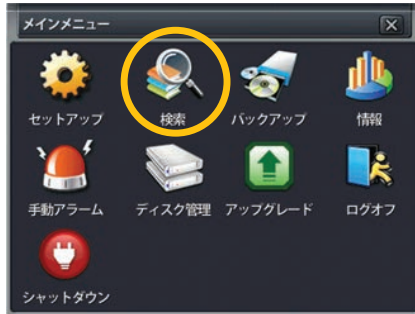 メインメニュー
セットアップ
検索
バックアップ
情報
手動アラーム
ディスク管理
アップグレード
ログオフ
シャットダウン